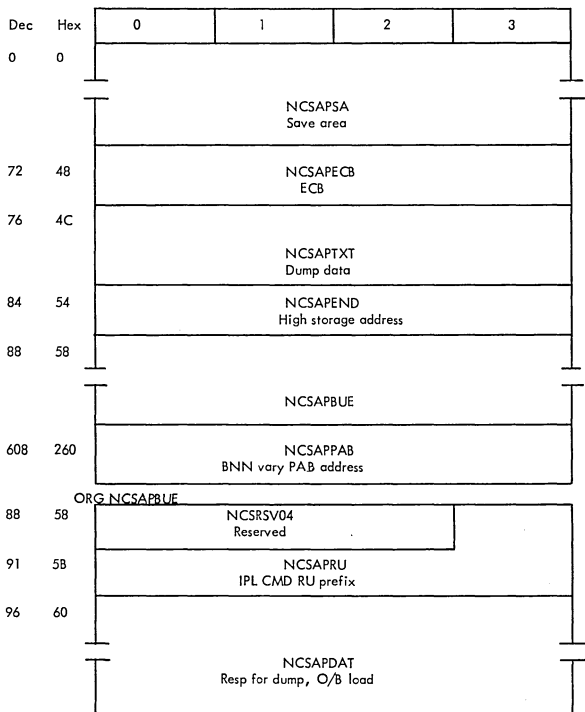 Dec Hex 0 1 2 3
0 0
NCSAPSA
Save area
72 48 NCSAPECB
ECB
76 4C
NCSAPTXT
Dump data
84 54 NCSAPEND
High storage address
88 58
NCSAPBUE
608 260 NCSAPPAB
BNN vary PAB address
ORG NCSAPBUE
88 58 NCSRSV04
Reserved
91 5B NCSAPRU
IPL CMD RU prefix
96 60
NCSAPDAT
Resp for dump, O/B load